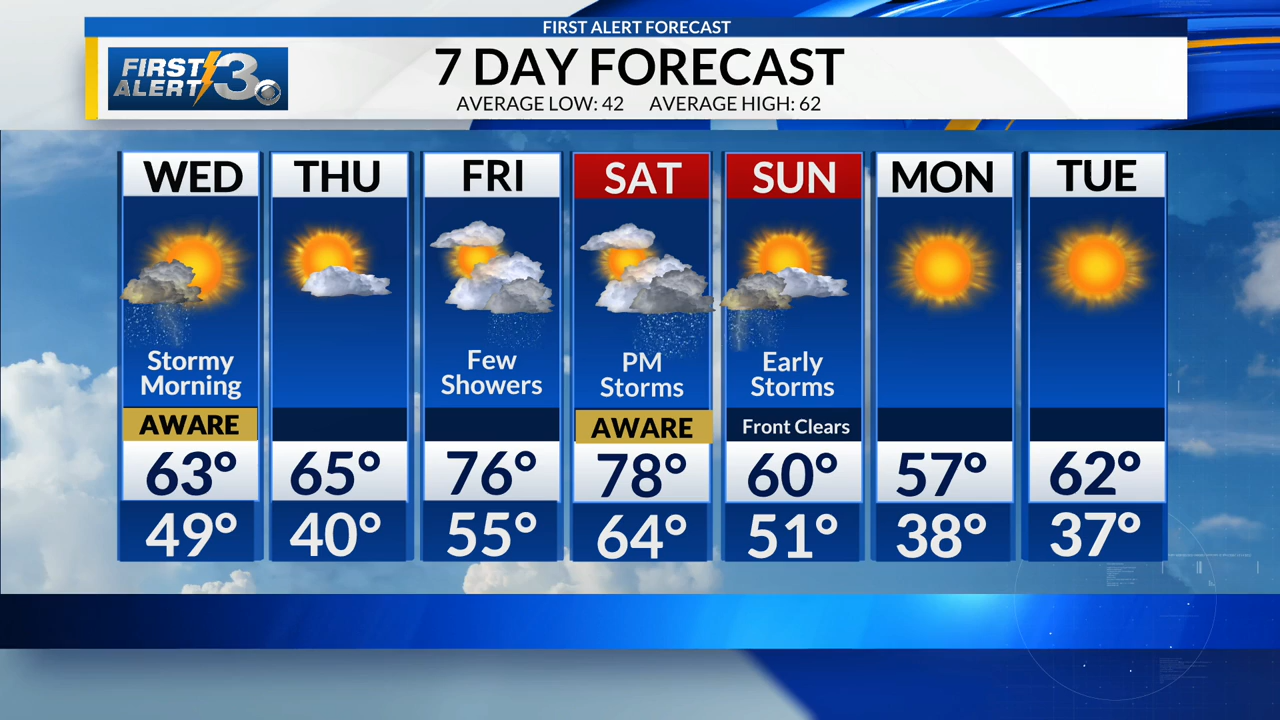 FIRST ALERT FORECAST
FIRST
ALERT
3
7 DAY FORECAST
AVERAGE LOW: 42 AVERAGE HIGH: 62
WED
Stormy
Morning
AWARE
63°
49°
THU
65°
40°
FRI
Few
Showers
76°
55°
SAT
PM
Storms
AWARE
78°
64°
SUN
Early
Storms
Front Clears
60°
51°
MON
57°
38°
TUE
62°
37°